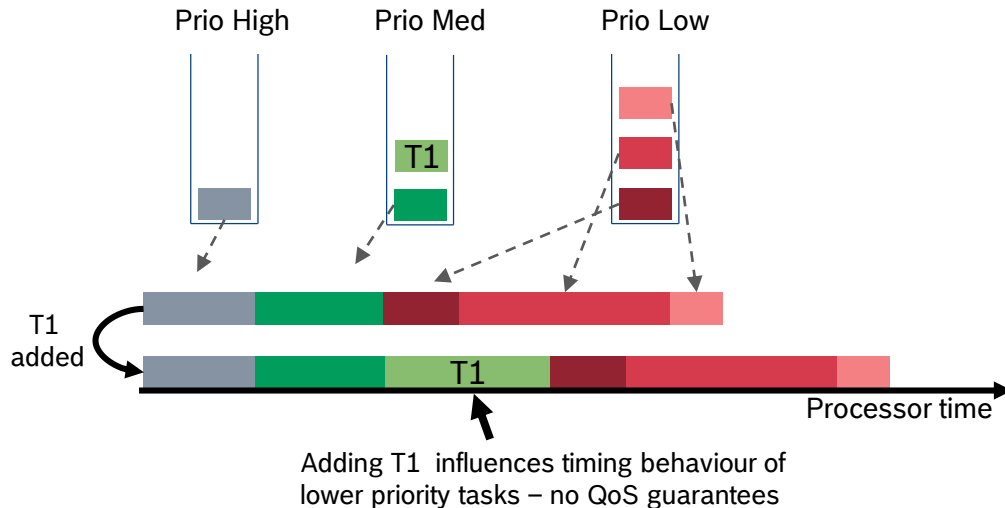 Prio High
Prio Med
Prio Low
T1
T1
added
T1
Processor time
Adding T1 influences timing behaviour of
lower priority tasks – no QoS guarantees